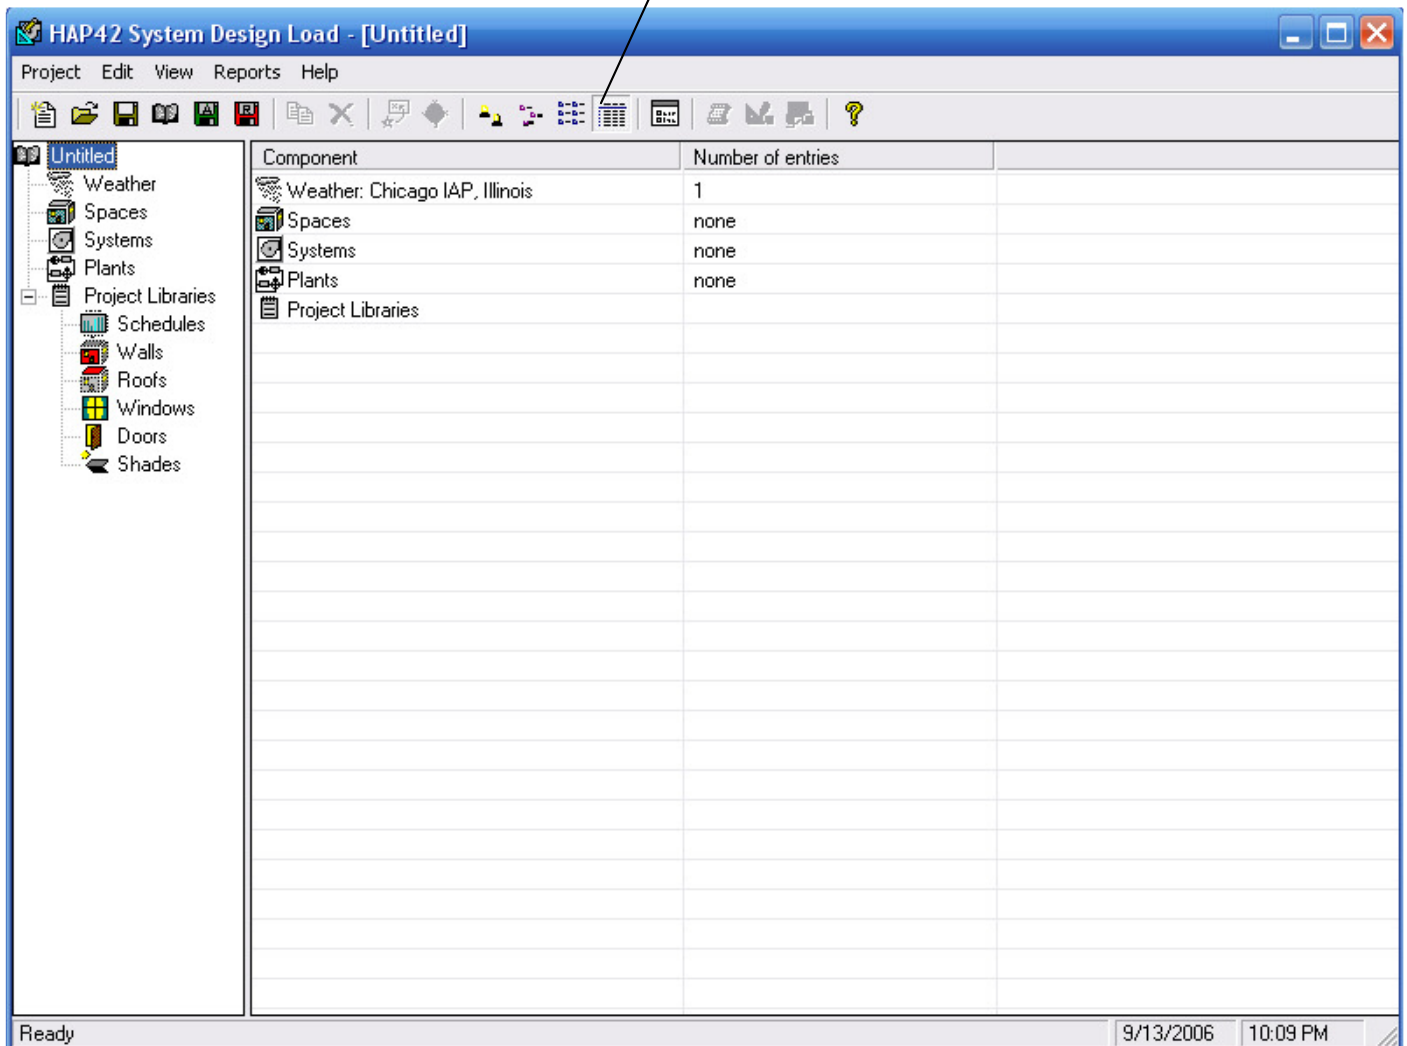 HAP42 System Design Load - [Untitled]
Project Edit View Reports Help
Untitled
Weather
Spaces
Systems
Plants
Project Libraries
Schedules
Walls
Roofs
Windows
Doors
Shades
Component Number of entries
Weather: Chicago IAP, Illinois 1
Spaces none
Systems none
Plants none
Project Libraries
Ready 9/13/2006 10:09 PM